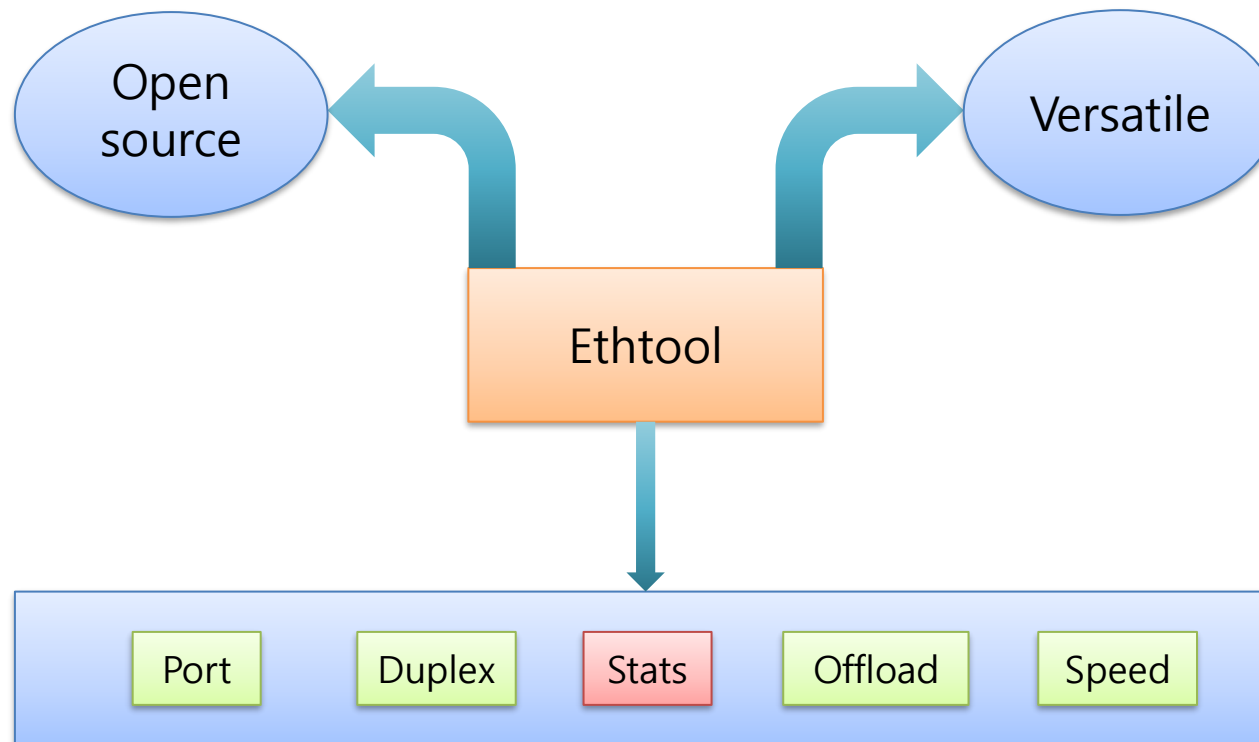 Open
source
Versatile
Ethtool
Port
Duplex
Stats
Offload
Speed